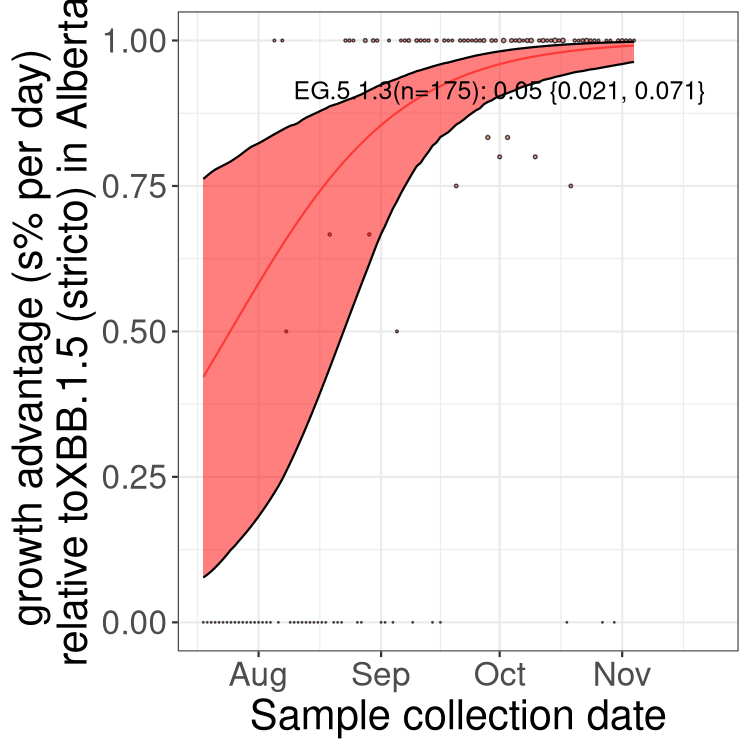 growth advantage (s% per day)
relative toXBB.1.5 (stricto) in Alberta
1.00
0.75
0.50
0.25
0.00
EG.5 1.3(n=175): 0.05 {0.021, 0.071}
Aug Sep Oct Nov
Sample collection date